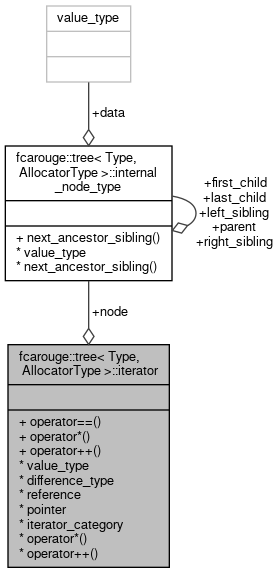 value_type
+data
fcarouge::tree< Type,
AllocatorType >::internal
_node_type
+ next_ancestor_sibling()
* value_type
* next_ancestor_sibling()
+first_child
+last_child
+left_sibling
+parent
+right_sibling
+node
fcarouge::tree< Type,
AllocatorType >::iterator
+ operator==()
+ operator*()
+ operator++()
* value_type
* difference_type
* reference
* pointer
* iterator_category
* operator*()
* operator++()